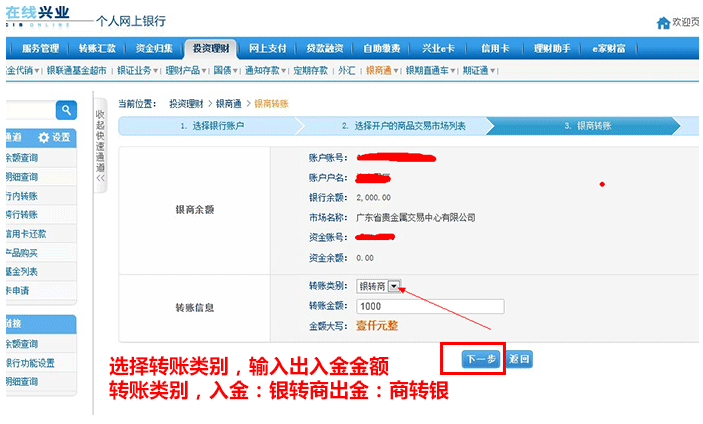 在线兴业
个人网上银行
欢迎页
服务管理 转账汇款 资金归集 投资理财 网上支付 贷款融资 自助缴费 兴业e卡 信用卡 理财助手 e家财富
金代销 银联通基金超市 银证业务 理财产品 国债 通知存款 定期存款 外汇 银商通 银期直通车 期证通
当前位置： 投资理财 > 银商通 > 银商转账
收起快速通道 <<
1. 选择银行账户 2. 选择开户的商品交易市场列表 3. 银商转账
通道 设置
余额查询
明细查询
行内转账
跨行转账
信用卡还款
产品购买
基金列表
卡申请
链接
余额查询
银行功能设置
明细查询
银商余额
账户账号：
账户户名：
银行余额： 2,000.00
市场名称： 广东省贵金属交易中心有限公司
资金账号：
资金余额： 0.00
转账信息
转账类别： 银转商
转账金额： 1000
金额大写： 壹仟元整
下一步 返回
选择转账类别，输入出入金金额
转账类别，入金：银转商出金：商转银